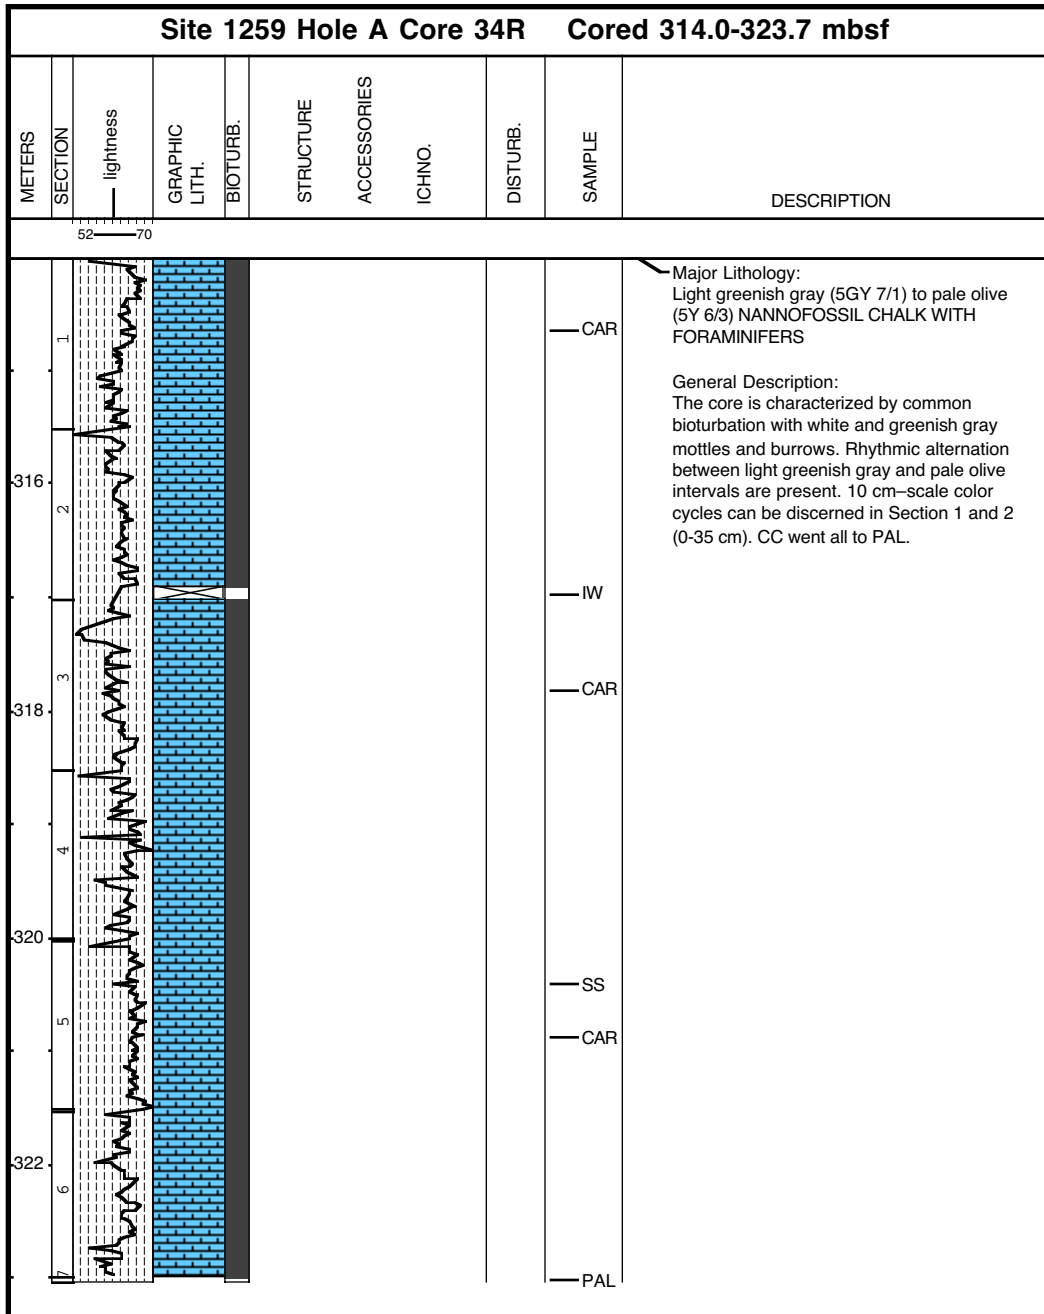 Site 1259 Hole A Core 34R Cored 314.0-323.7 mbsf
METERS
SECTION
lightness
GRAPHIC
LITH.
BIOTURB.
STRUCTURE
ACCESSORIES
ICHNO.
DISTURB.
SAMPLE
DESCRIPTION
52 70
Major Lithology:
Light greenish gray (5GY 7/1) to pale olive
(5Y 6/3) NANNOFOSSIL CHALK WITH
FORAMINIFERS
General Description:
The core is characterized by common
bioturbation with white and greenish gray
mottles and burrows. Rhythmic alternation
between light greenish gray and pale olive
intervals are present. 10 cm–scale color
cycles can be discerned in Section 1 and 2
(0-35 cm). CC went all to PAL.
1
CAR
316
2
IW
3
CAR
318
4
320
SS
5
CAR
322
6
7
PAL